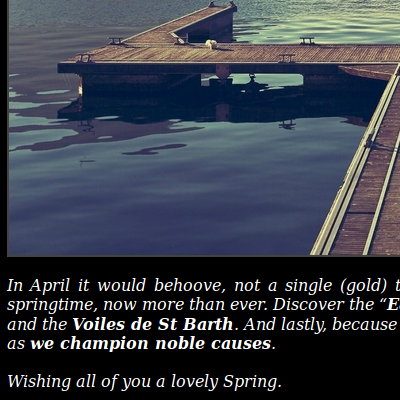 In April it would behoove, not a single (gold) t
springtime, now more than ever. Discover the “E
and the Voiles de St Barth. And lastly, because
as we champion noble causes.
Wishing all of you a lovely Spring.